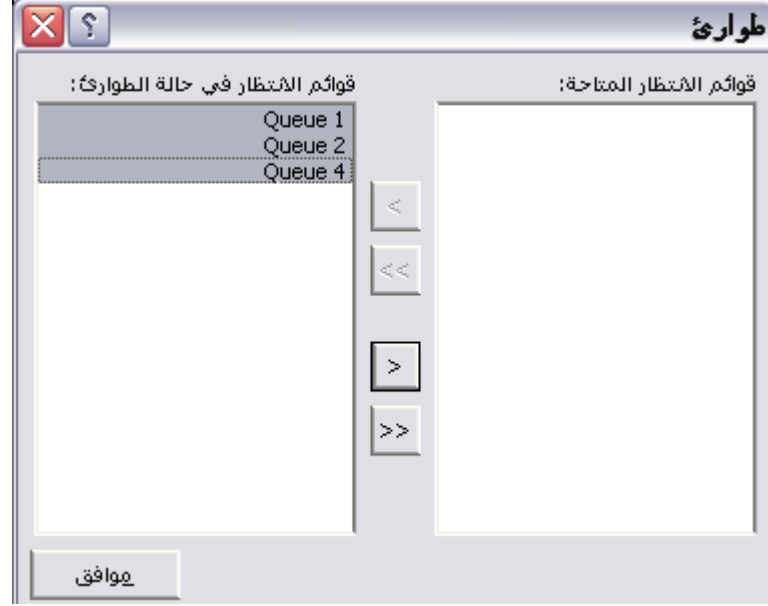 طوارئ
?
قوائم الانتظار المتاحة:
قوائم الانتظار في حالة الطوارئ:
Queue 1
Queue 2
Queue 4
<
<<
>
>>
موافق